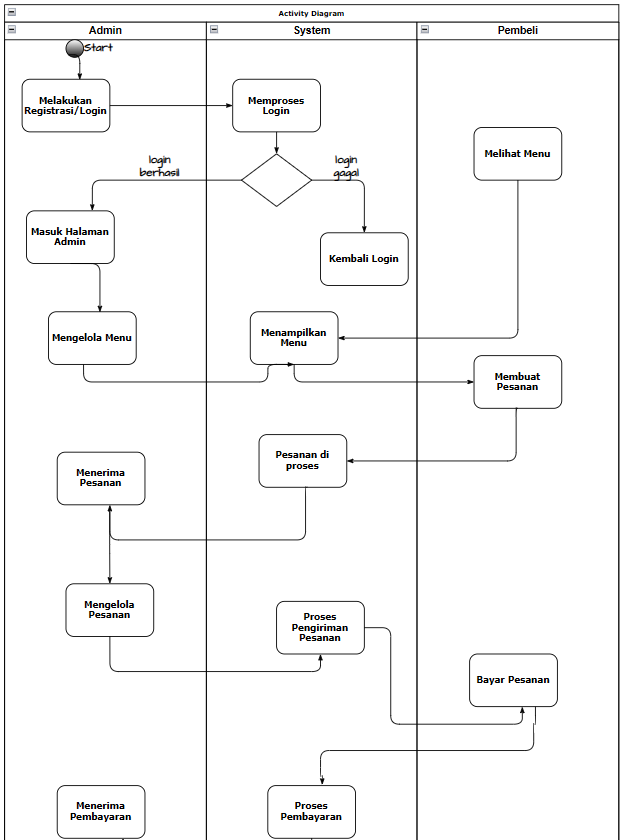 Activity Diagram
Admin
System
Pembeli
Start
Melakukan
Registrasi/Login
Memproses
Login
Melihat Menu
login
berhasil
login
gagal
Masuk Halaman
Admin
Kembali Login
Mengelola Menu
Menampilkan
Menu
Membuat
Pesanan
Pesanan di
proses
Menerima
Pesanan
Mengelola
Pesanan
Proses
Pengiriman
Pesanan
Bayar Pesanan
Menerima
Pembayaran
Proses
Pembayaran